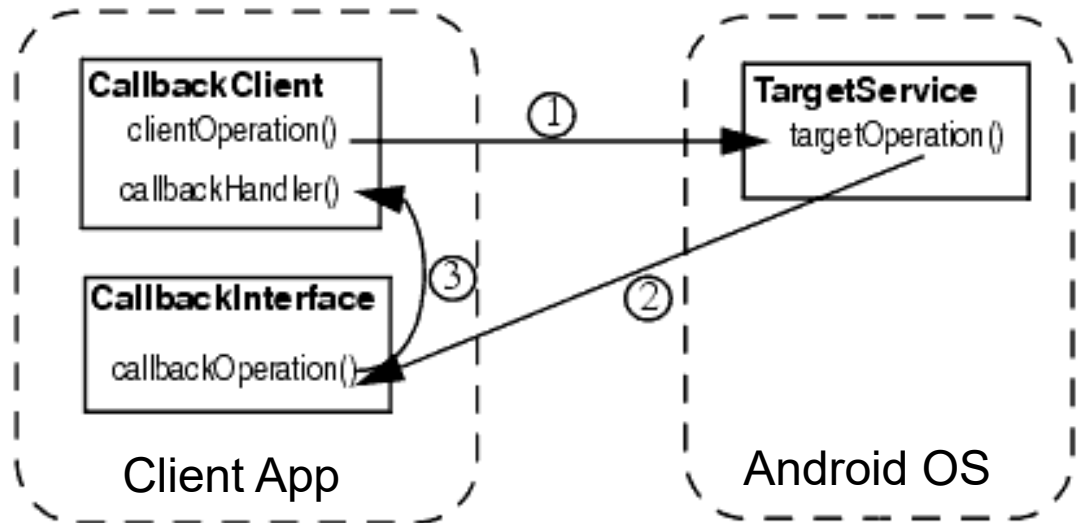 CallbackClient
clientOperation()
callbackHandler()
1
TargetService
targetOperation()
3
2
CallbackInterface
callbackOperation()
Client App
Android OS